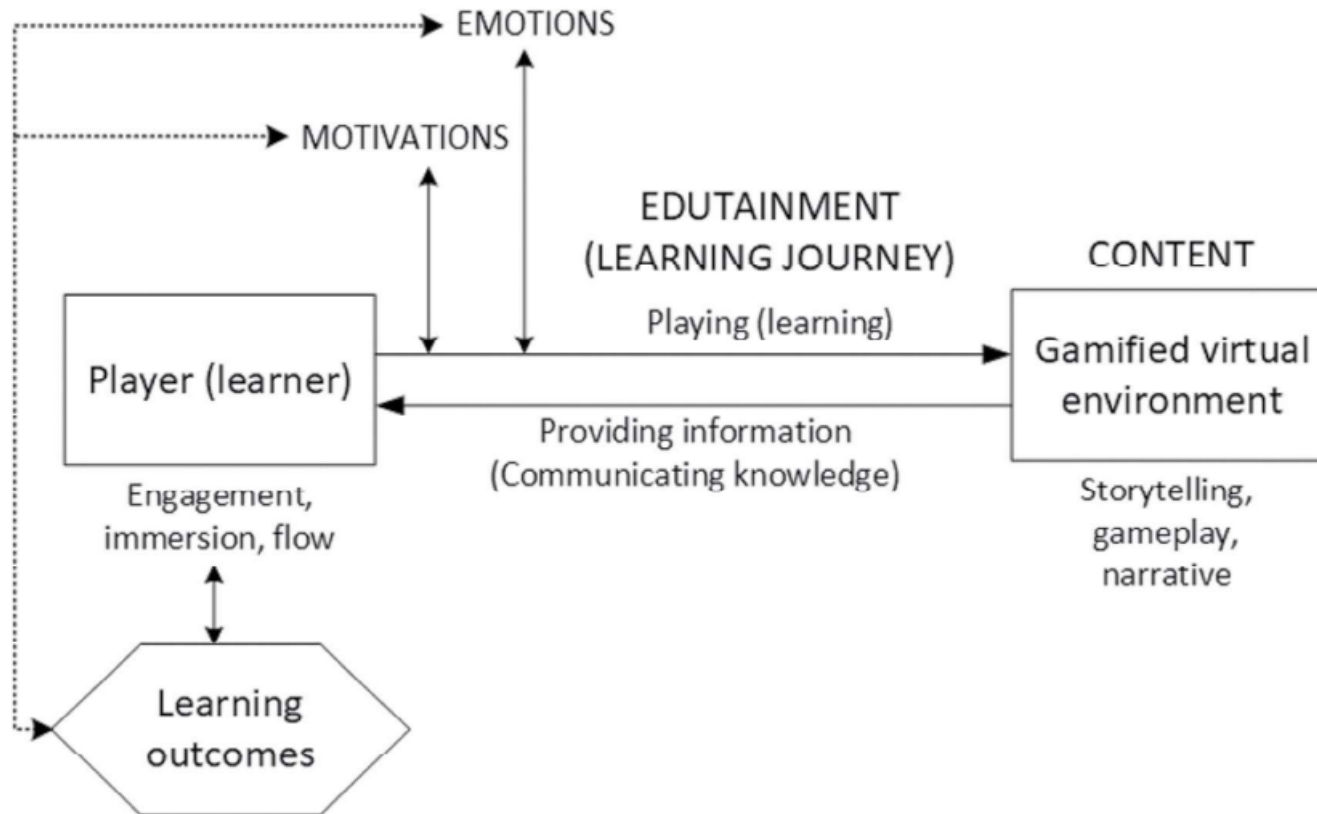 EMOTIONS
MOTIVATIONS
EDUTAINMENT
(LEARNING JOURNEY)
CONTENT
Playing (learning)
Player (learner)
Gamified virtual
environment
Providing information
(Communicating knowledge)
Engagement,
immersion, flow
Storytelling,
gameplay,
narrative
Learning
outcomes